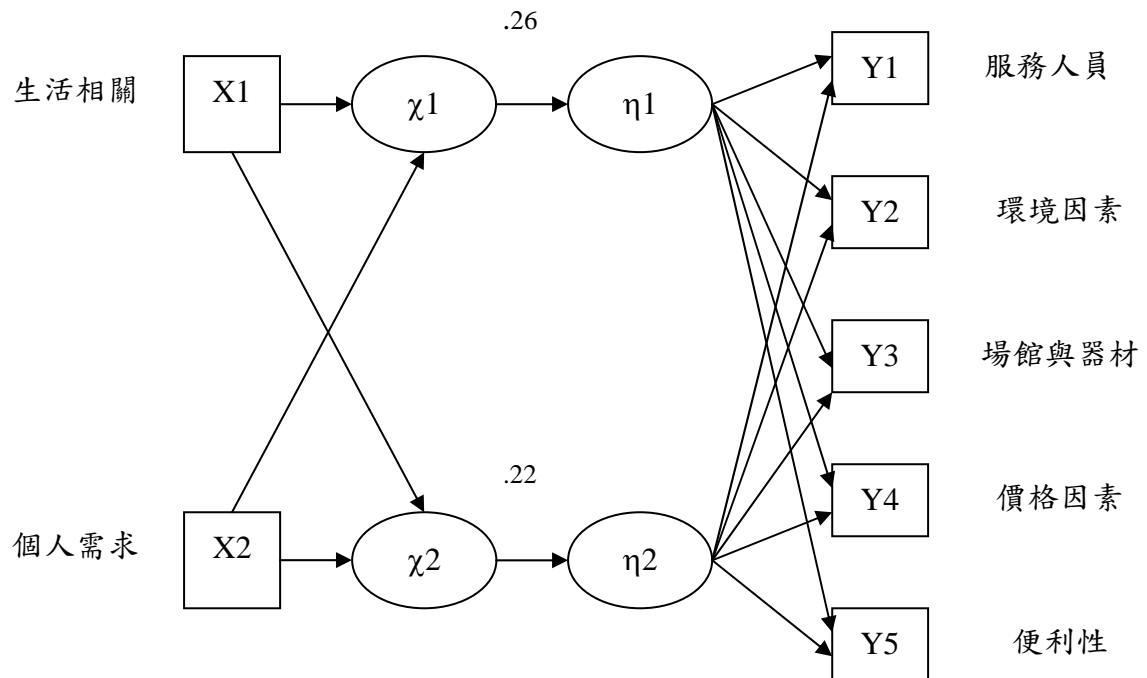 .26
生活相關
X1
χ1
η1
Y1
服務人員
Y2
環境因素
Y3
場館與器材
.22
Y4
價格因素
個人需求
X2
χ2
η2
Y5
便利性